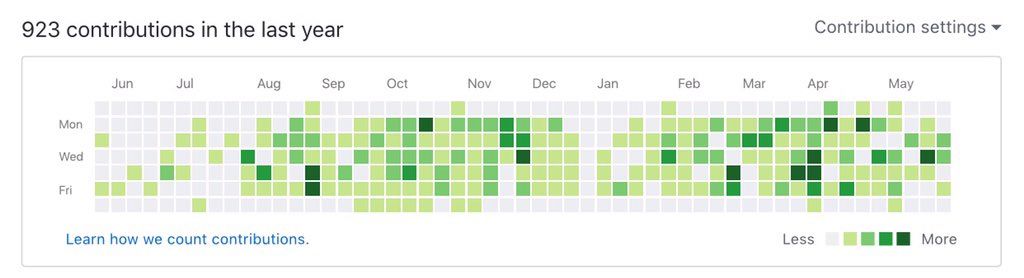 923 contributions in the last year
Contribution settings
Jun Jul Aug Sep Oct Nov Dec Jan Feb Mar Apr May
Mon
Wed
Fri
Learn how we count contributions.
Less More